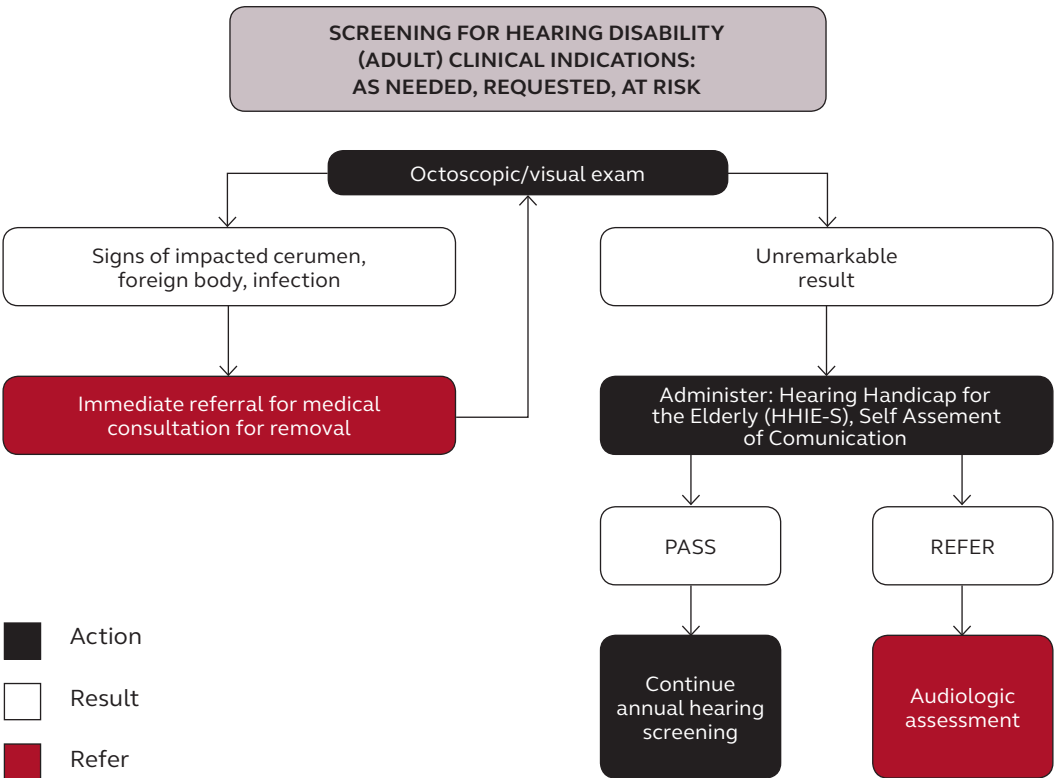 SCREENING FOR HEARING DISABILITY
(ADULT) CLINICAL INDICATIONS:
AS NEEDED, REQUESTED, AT RISK
Octoscopic/visual exam
Signs of impacted cerumen,
foreign body, infection
Unremarkable
result
Immediate referral for medical
consultation for removal
Administer: Hearing Handicap for
the Elderly (HHIE-S), Self Assement
of Comunication
PASS
REFER
Continue
annual hearing
screening
Audiologic
assessment
Action
Result
Refer